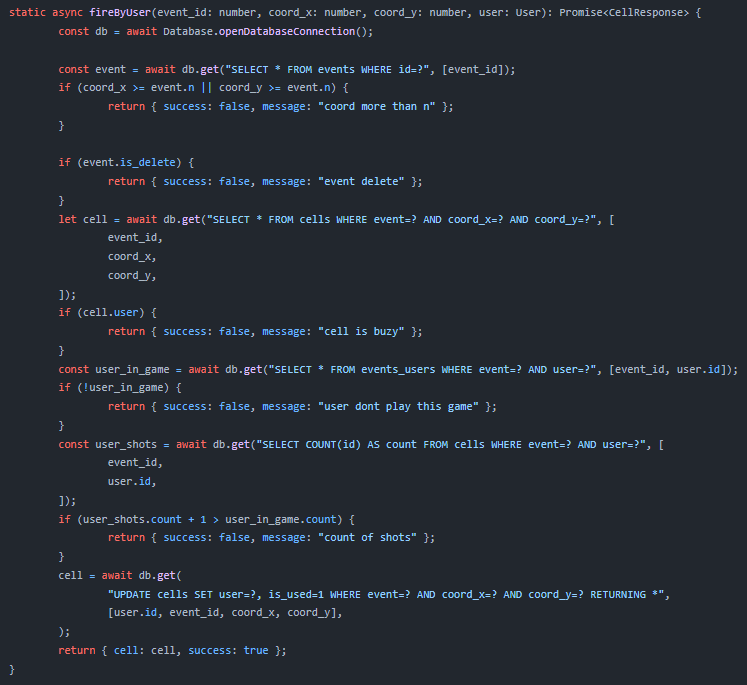 static async fireByUser(event_id: number, coord_x: number, coord_y: number, user: User): Promise<CellResponse> {
const db = await Database.openDatabaseConnection();
const event = await db.get("SELECT * FROM events WHERE id=?", [event_id]);
if (coord_x >= event.n || coord_y >= event.n) {
return { success: false, message: "coord more than n" };
}
if (event.is_delete) {
return { success: false, message: "event delete" };
}
let cell = await db.get("SELECT * FROM cells WHERE event=? AND coord_x=? AND coord_y=?", [
event_id,
coord_x,
coord_y,
]);
if (cell.user) {
return { success: false, message: "cell is buzy" };
}
const user_in_game = await db.get("SELECT * FROM events_users WHERE event=? AND user=?", [event_id, user.id]);
if (!user_in_game) {
return { success: false, message: "user dont play this game" };
}
const user_shots = await db.get("SELECT COUNT(id) AS count FROM cells WHERE event=? AND user=?", [
event_id,
user.id,
]);
if (user_shots.count + 1 > user_in_game.count) {
return { success: false, message: "count of shots" };
}
cell = await db.get(
"UPDATE cells SET user=?, is_used=1 WHERE event=? AND coord_x=? AND coord_y=? RETURNING *",
[user.id, event_id, coord_x, coord_y],
);
return { cell: cell, success: true };
}